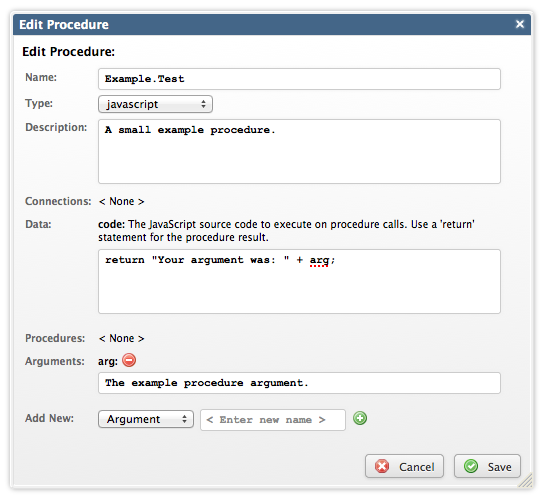 Edit Procedure
Edit Procedure:
Name: Example.Test
Type: javascript
Description: A small example procedure.
Connections: < None >
Data: code: The JavaScript source code to execute on procedure calls. Use a 'return'
statement for the procedure result.
return "Your argument was: " + arg;
Procedures: < None >
Arguments: arg:
The example procedure argument.
Add New: Argument < Enter new name >
Cancel Save